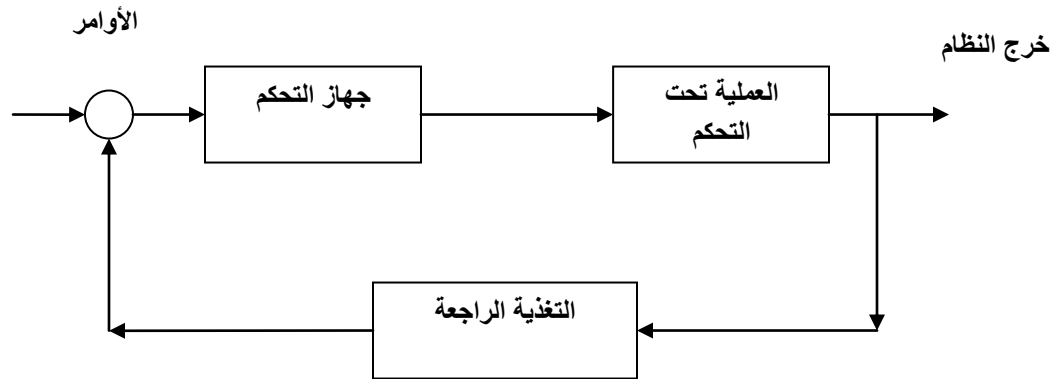 الأوامر
خرج النظام
جهاز التحكم
العملية تحت
التحكم
التغذية الراجعة